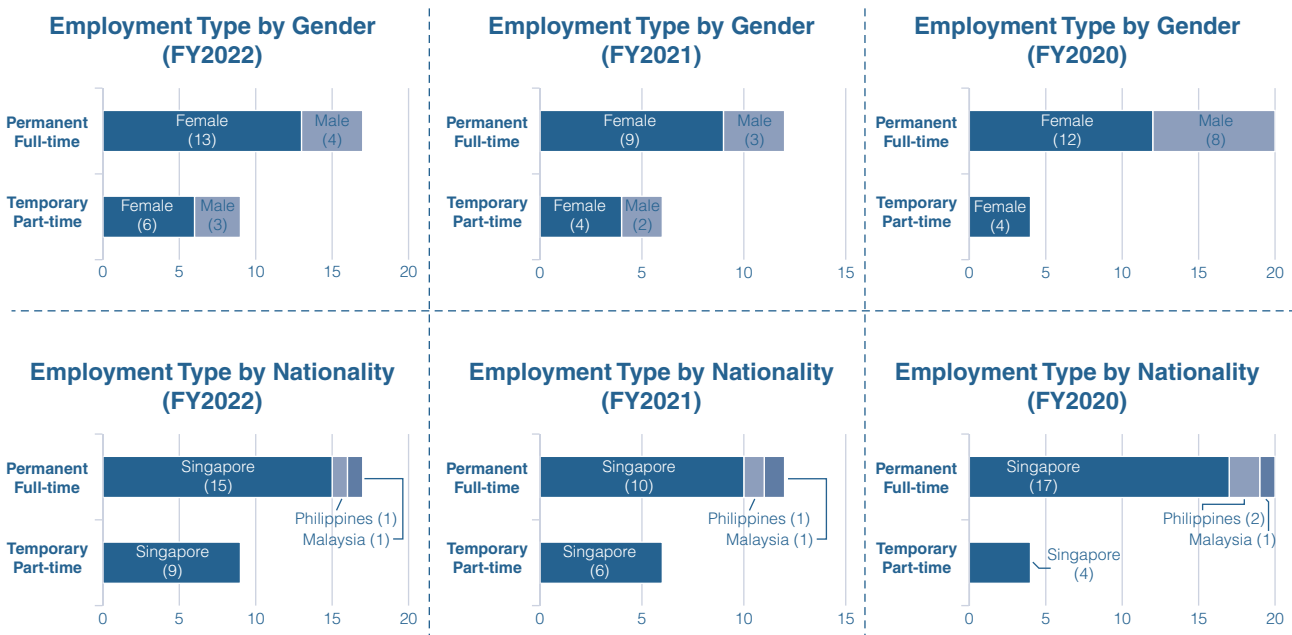 Employment Type by Gender
(FY2022)
Permanent
Full-time
Female
(13)
Male
(4)
Temporary
Part-time
Female
(6)
Male
(3)
0 5 10 15 20
Employment Type by Gender
(FY2021)
Permanent
Full-time
Female
(9)
Male
(3)
Temporary
Part-time
Female
(4)
Male
(2)
0 5 10 15
Employment Type by Gender
(FY2020)
Permanent
Full-time
Female
(12)
Male
(8)
Temporary
Part-time
Female
(4)
0 5 10 15 20
Employment Type by Nationality
(FY2022)
Permanent
Full-time
Singapore
(15)
Philippines (1)
Malaysia (1)
Temporary
Part-time
Singapore
(9)
0 5 10 15 20
Employment Type by Nationality
(FY2021)
Permanent
Full-time
Singapore
(10)
Philippines (1)
Malaysia (1)
Temporary
Part-time
Singapore
(6)
0 5 10 15
Employment Type by Nationality
(FY2020)
Permanent
Full-time
Singapore
(17)
Philippines (2)
Malaysia (1)
Temporary
Part-time
Singapore
(4)
0 5 10 15 20